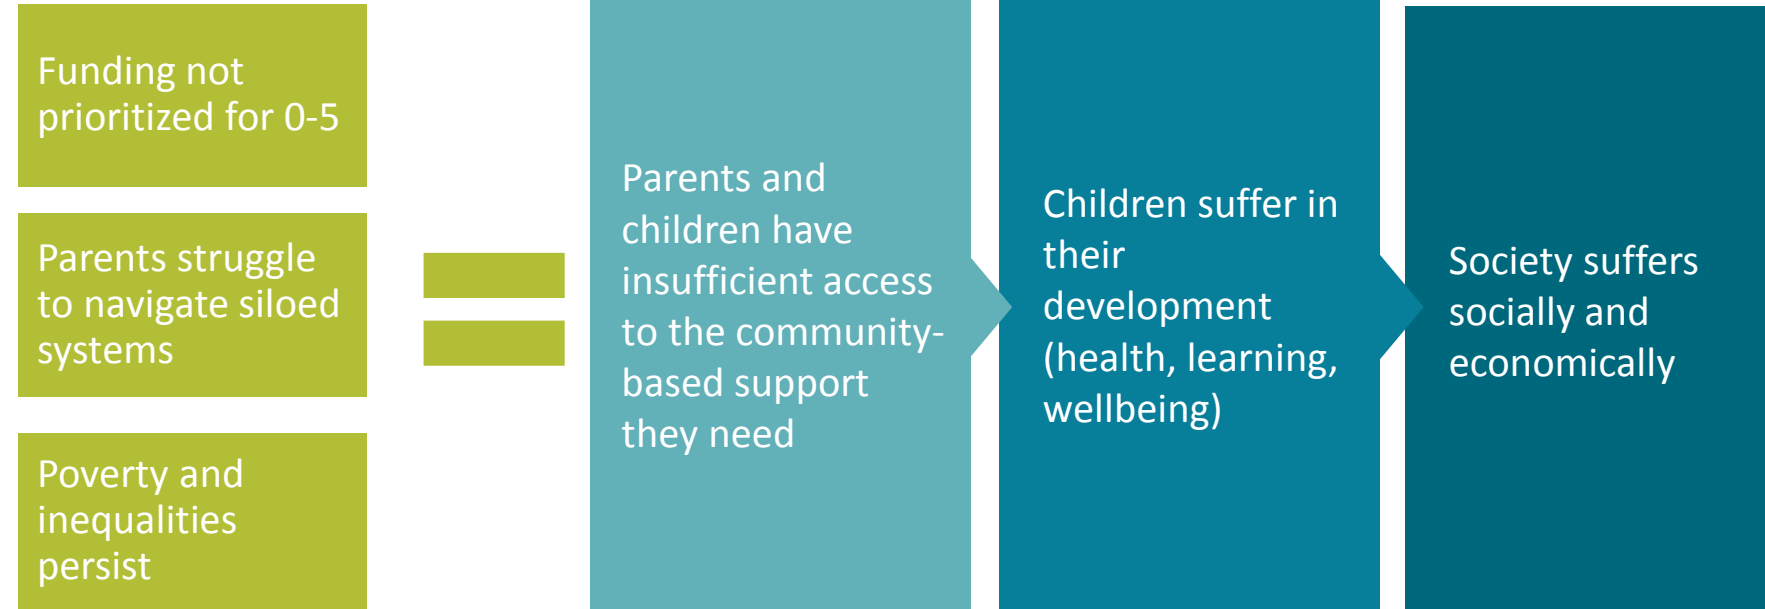 Funding not
prioritized for 0-5
Parents struggle
to navigate siloed
systems
Poverty and
inequalities
persist
Parents and
children have
insufficient access
to the community-
based support
they need
Children suffer in
their
development
(health, learning,
wellbeing)
Society suffers
socially and
economically